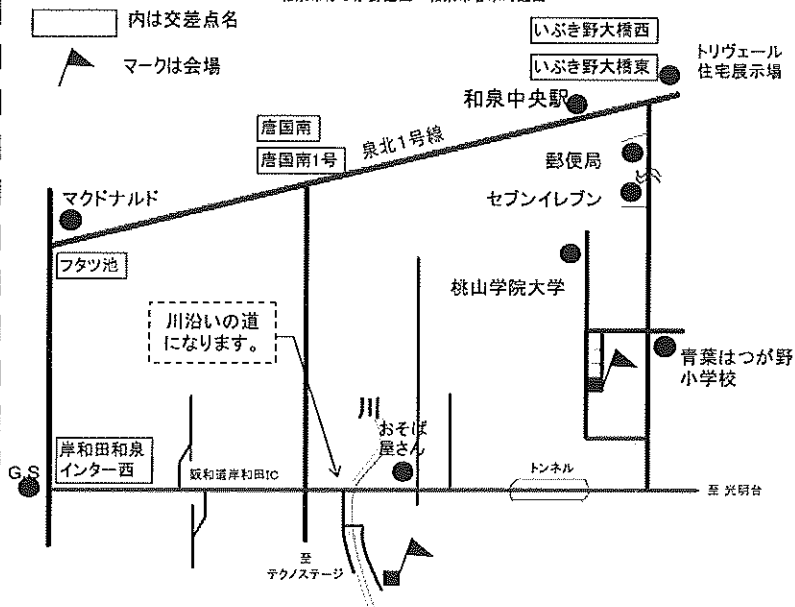 内は交差点名
マークは会場
いぶき野大橋西
いぶき野大橋東
トリヴェール
住宅展示場
和泉中央駅
唐国南
唐国南1号
泉北1号線
郵便局
マクドナルド
セブンイレブン
フタツ池
桃山学院大学
川沿いの道
になります。
青葉はつが野
小学校
川
おそば
屋さん
岸和田和泉
インター西
G.S
阪和道岸和田IC
トンネル
至 光明台
至
テクノステージ